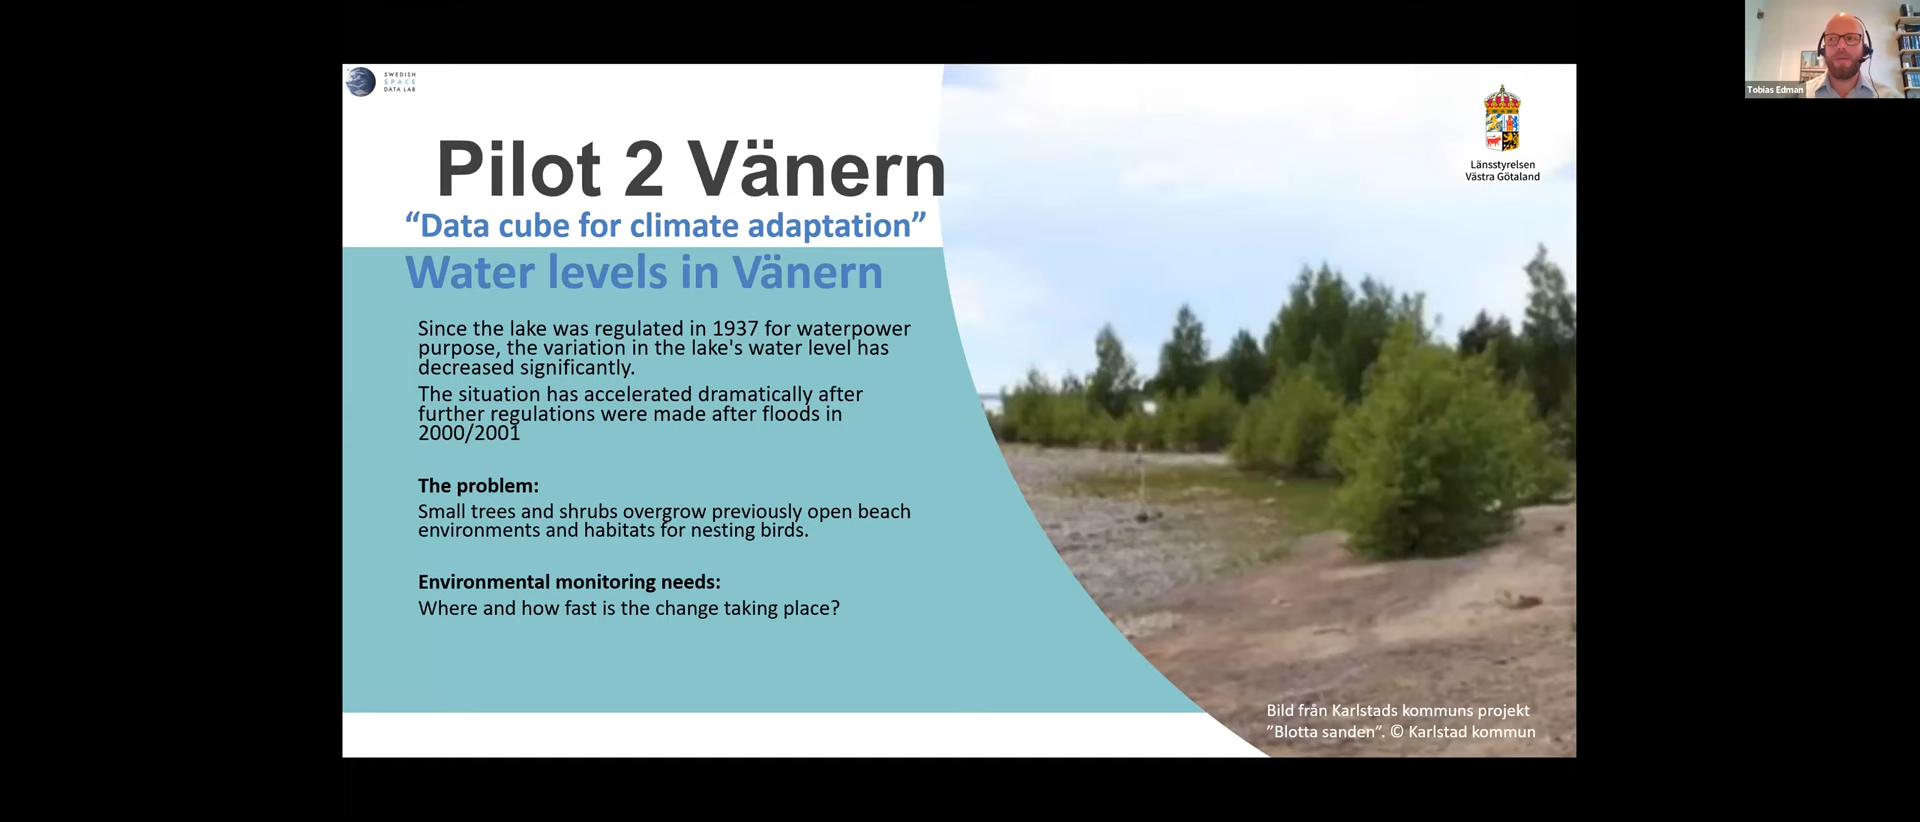 SWEDISH
SPACE
DATA LAB
Tobias Edman
Länsstyrelsen
Västra Götaland
Pilot 2 Vänern
“Data cube for climate adaptation”
Water levels in Vänern
Since the lake was regulated in 1937 for waterpower
purpose, the variation in the lake's water level has
decreased significantly.
The situation has accelerated dramatically after
further regulations were made after floods in
2000/2001
The problem:
Small trees and shrubs overgrow previously open beach
environments and habitats for nesting birds.
Environmental monitoring needs:
Where and how fast is the change taking place?
Bild från Karlstads kommuns projekt
”Blotta sanden”. © Karlstad kommun